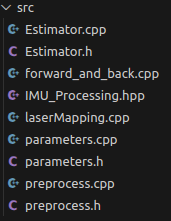 src
Estimator.cpp
Estimator.h
forward_and_back.cpp
IMU_Processing.hpp
laserMapping.cpp
parameters.cpp
parameters.h
preprocess.cpp
preprocess.h